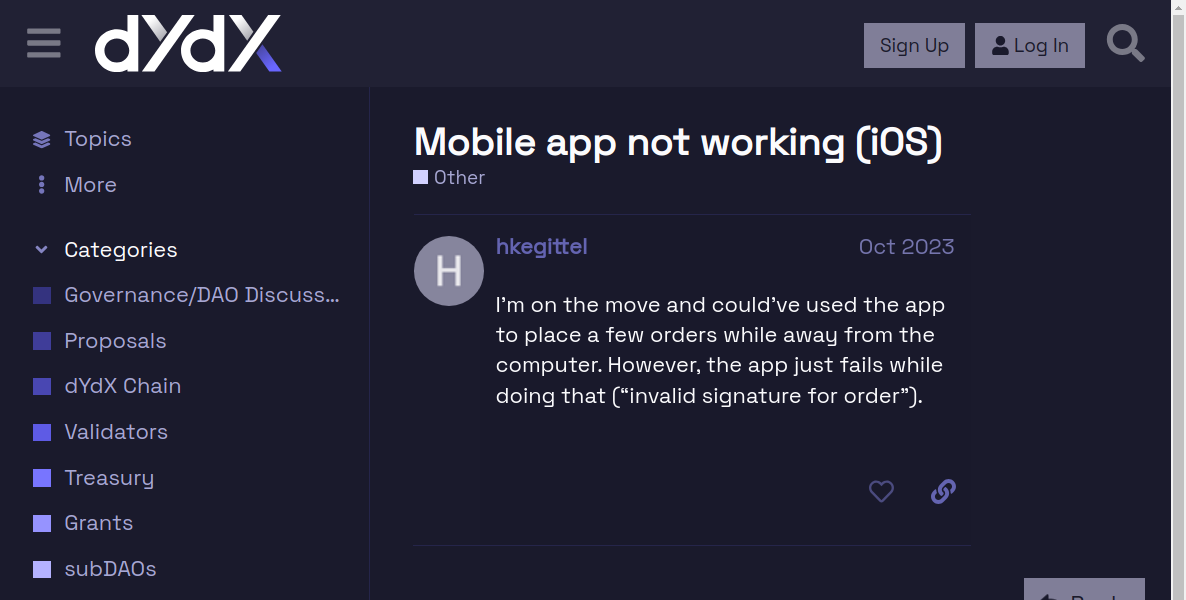 dYdX
Sign Up
Log In
Topics
More
Categories
Governance/DAO Discuss...
Proposals
dYdX Chain
Validators
Treasury
Grants
subDAOs
Mobile app not working (iOS)
Other
H
hkegittel
Oct 2023
I'm on the move and could've used the app
to place a few orders while away from the
computer. However, the app just fails while
doing that (“invalid signature for order”).